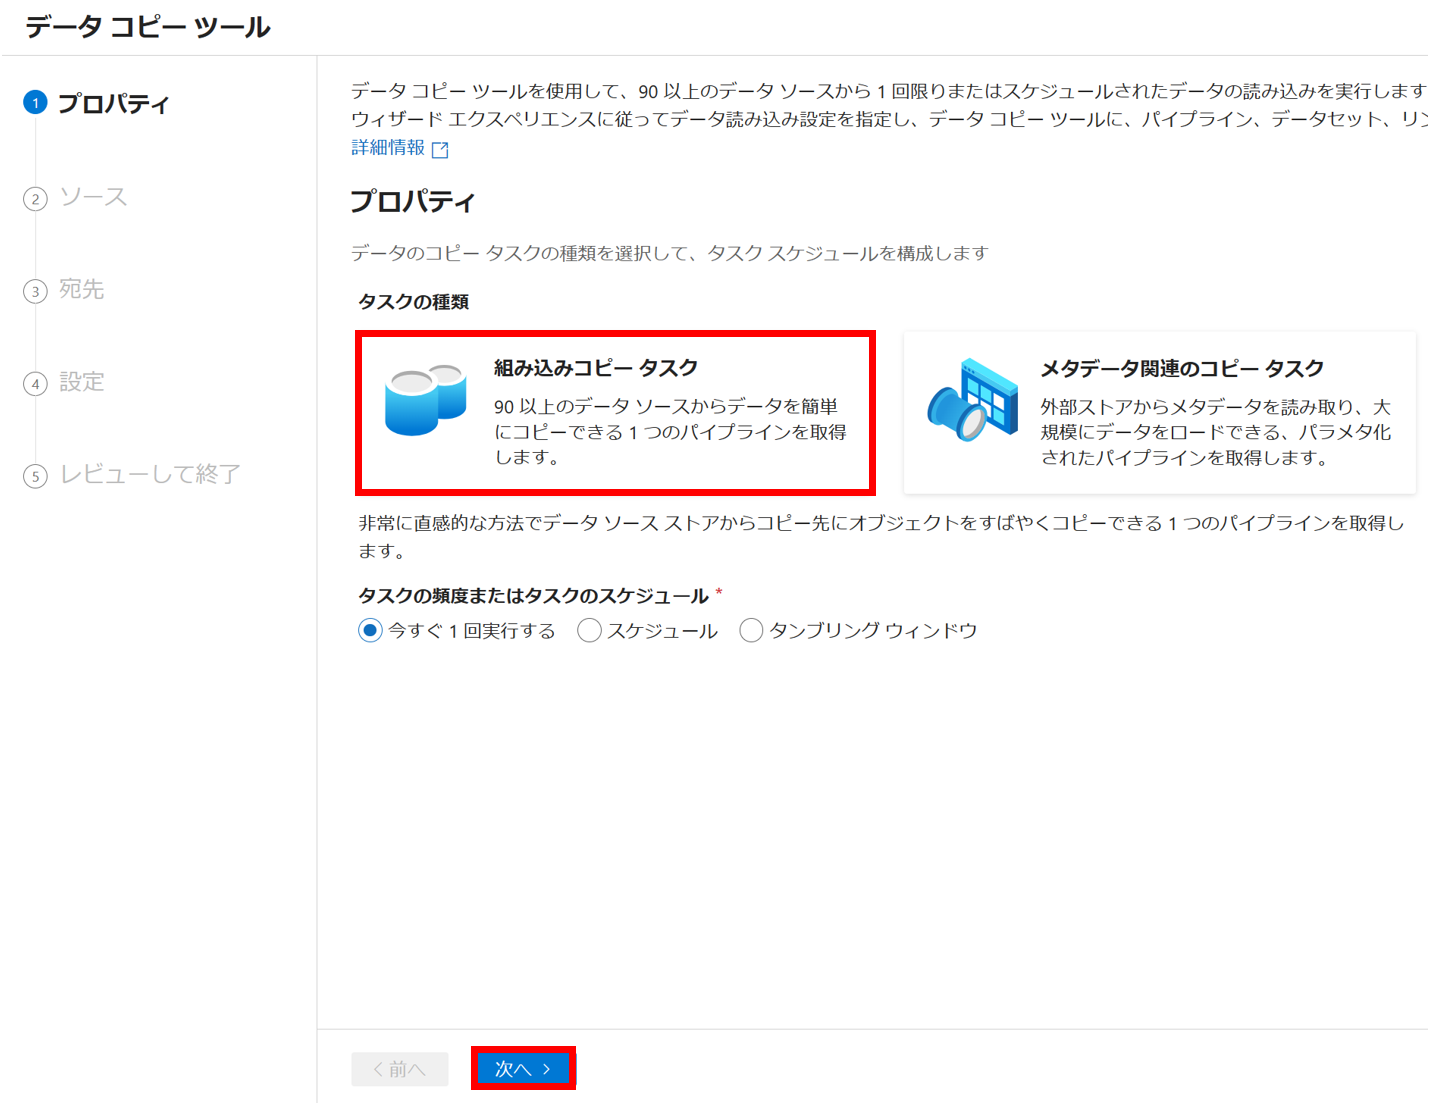 データ コピー ツール
1 プロパティ
2 ソース
3 宛先
4 設定
5 レビューして終了
データ コピー ツールを使用して、90 以上のデータ ソースから 1 回限りまたはスケジュールされたデータの読み込みを実行します
ウィザード エクスペリエンスに従ってデータ読み込み設定を指定し、データ コピー ツールに、パイプライン、データセット、リン
詳細情報
プロパティ
データのコピー タスクの種類を選択して、タスク スケジュールを構成します
タスクの種類
組み込みコピー タスク
90 以上のデータ ソースからデータを簡単
にコピーできる 1 つのパイプラインを取得
します。
メタデータ関連のコピー タスク
外部ストアからメタデータを読み取り、大
規模にデータをロードできる、パラメタ化
されたパイプラインを取得します。
非常に直感的な方法でデータ ソース ストアからコピー先にオブジェクトをすばやくコピーできる 1 つのパイプラインを取得し
ます。
タスクの頻度またはタスクのスケジュール *
今すぐ 1 回実行する スケジュール タンブリング ウィンドウ
< 前へ 次へ >